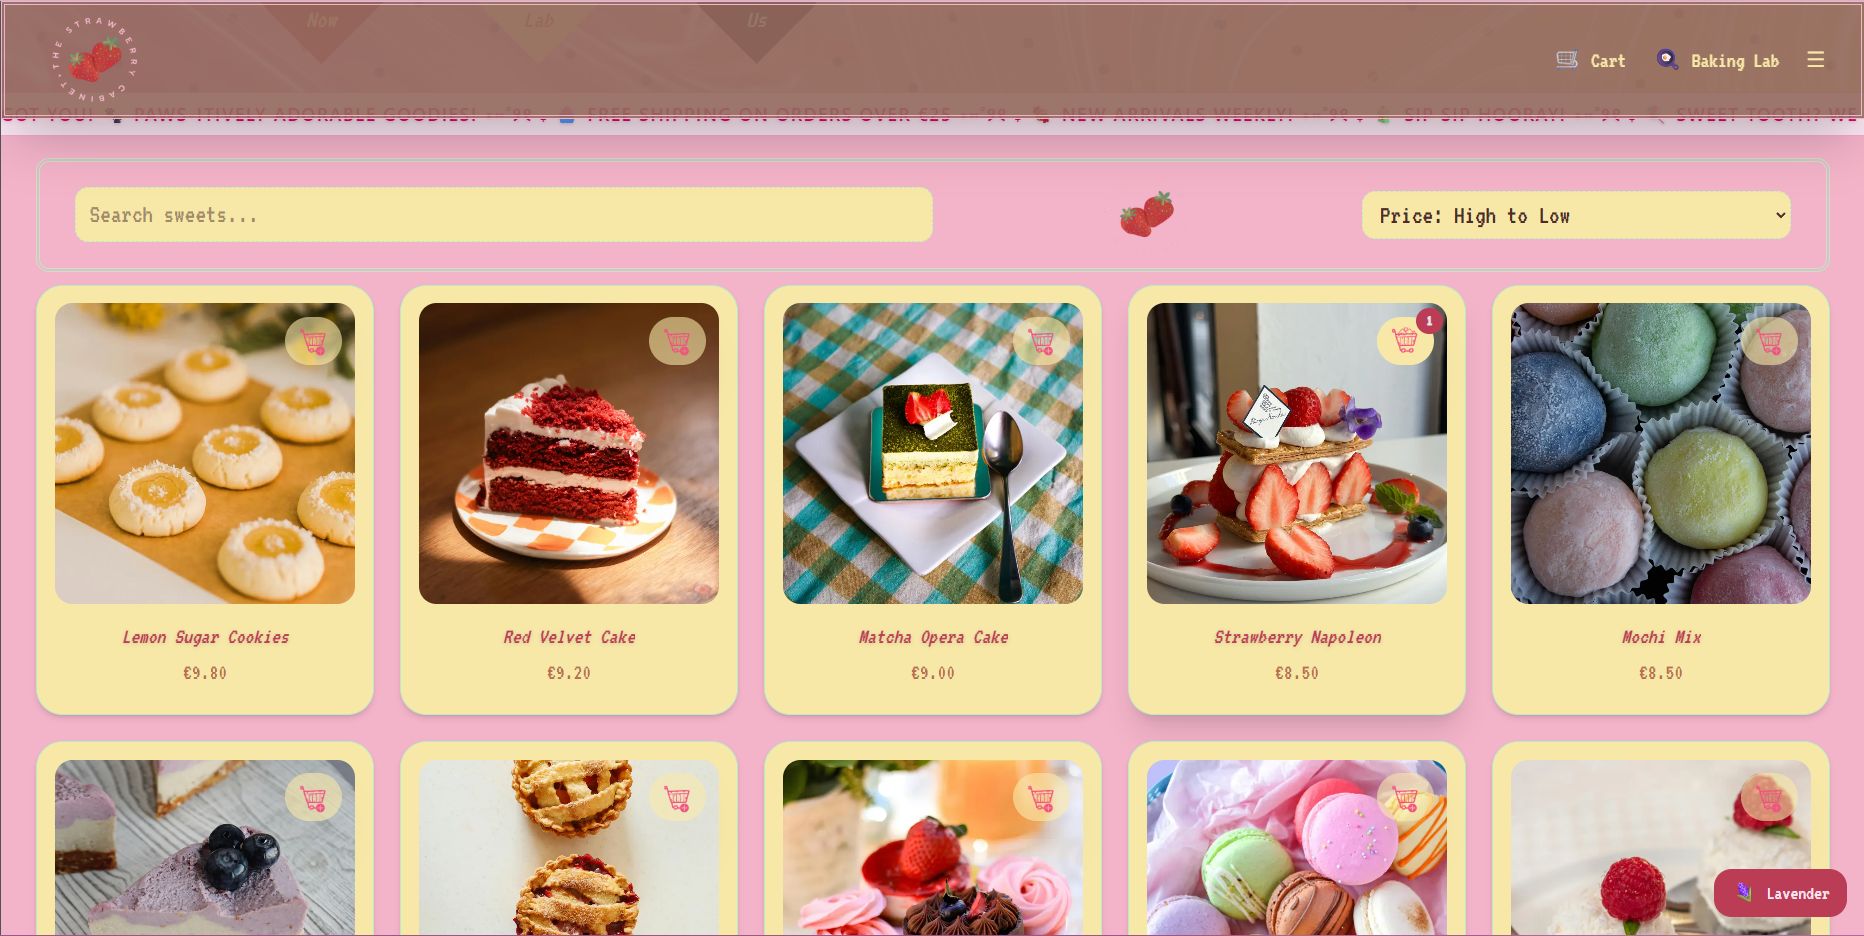 Now
Lab
Us
THE STRAWBERRY CABINET
Cart
Baking Lab
GOT YOU!
PAWS-ITIVELY ADORABLE GOODIES!
FREE SHIPPING ON ORDERS OVER €25
NEW ARRIVALS WEEKLY!
SIP SIP HOORAY!
SWEET TOOTH? WE
Search sweets...
Price: High to Low
1
Lemon Sugar Cookies
Red Velvet Cake
Matcha Opera Cake
Strawberry Napoleon
Mochi Mix
€9.80
€9.20
€9.00
€8.50
€8.50
Lavender